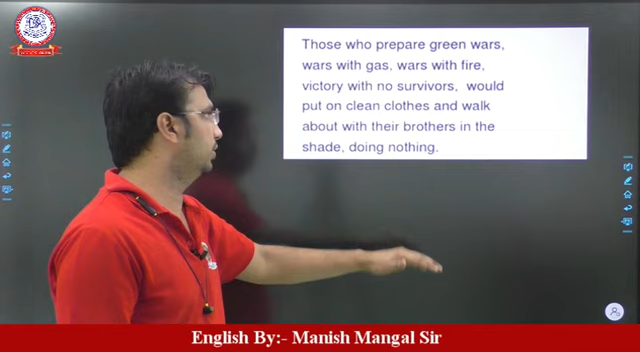 Those who prepare green wars,
wars with gas, wars with fire,
victory with no survivors, would
put on clean clothes and walk
about with their brothers in the
shade, doing nothing.
English By:- Manish Mangal Sir